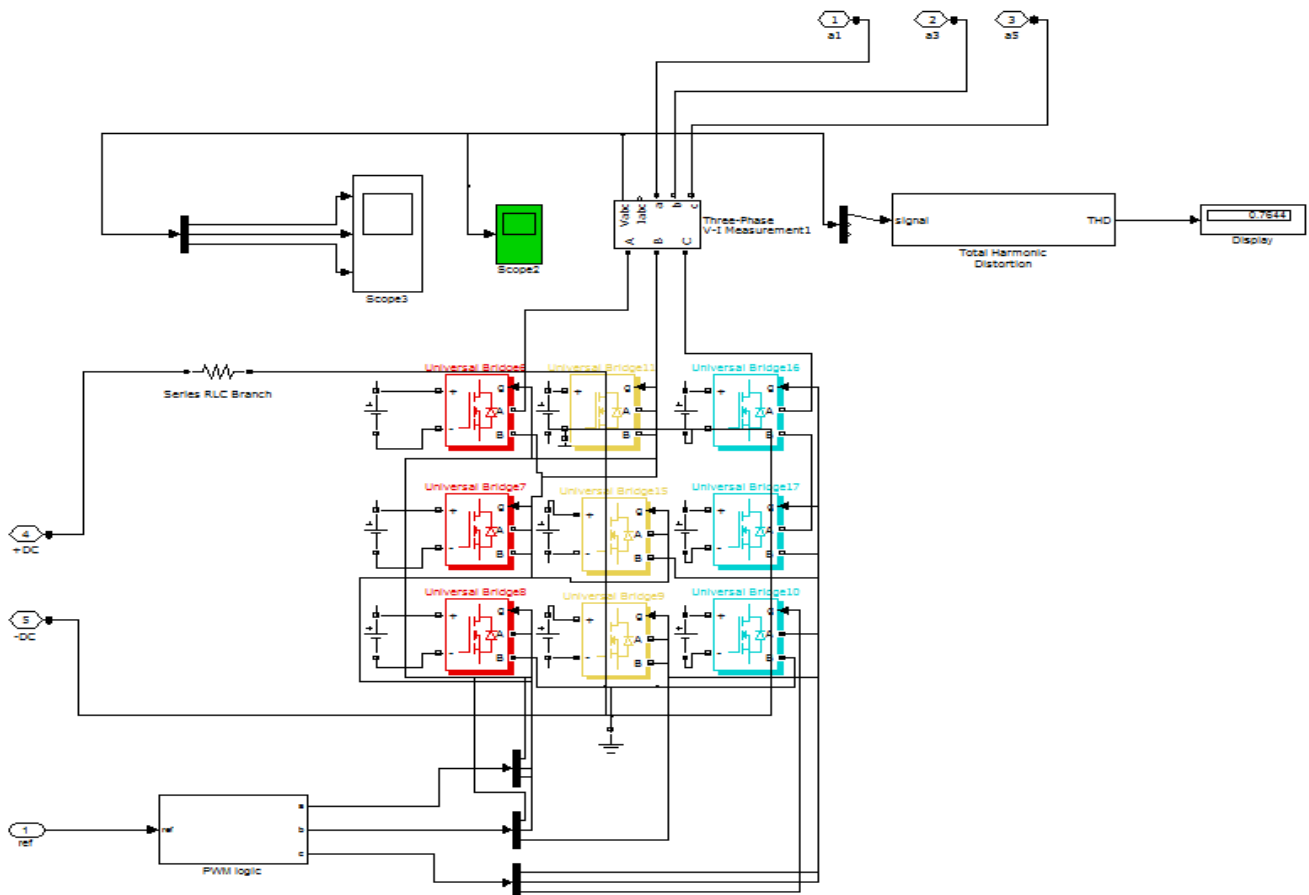 1 2 3
a1 a3 a5
Vabc Iabc a b c
A B C
Three-Phase
V-I Measurement1
signal THD
0.7644
Display
Total Harmonic
Distortion
Scope2
Scope3
Series RLC Branch
Universal Bridge6
Universal Bridge11
Universal Bridge16
+ g + g + g
A A A
- B - B - B
Universal Bridge7
Universal Bridge15
Universal Bridge17
+ g + g + g
A A A
- B - B - B
4
+DC
Universal Bridge8
Universal Bridge9
Universal Bridge10
+ g + g + g
A A A
- B - B - B
5
-DC
1
ref
ref a
b
c
PWM logic